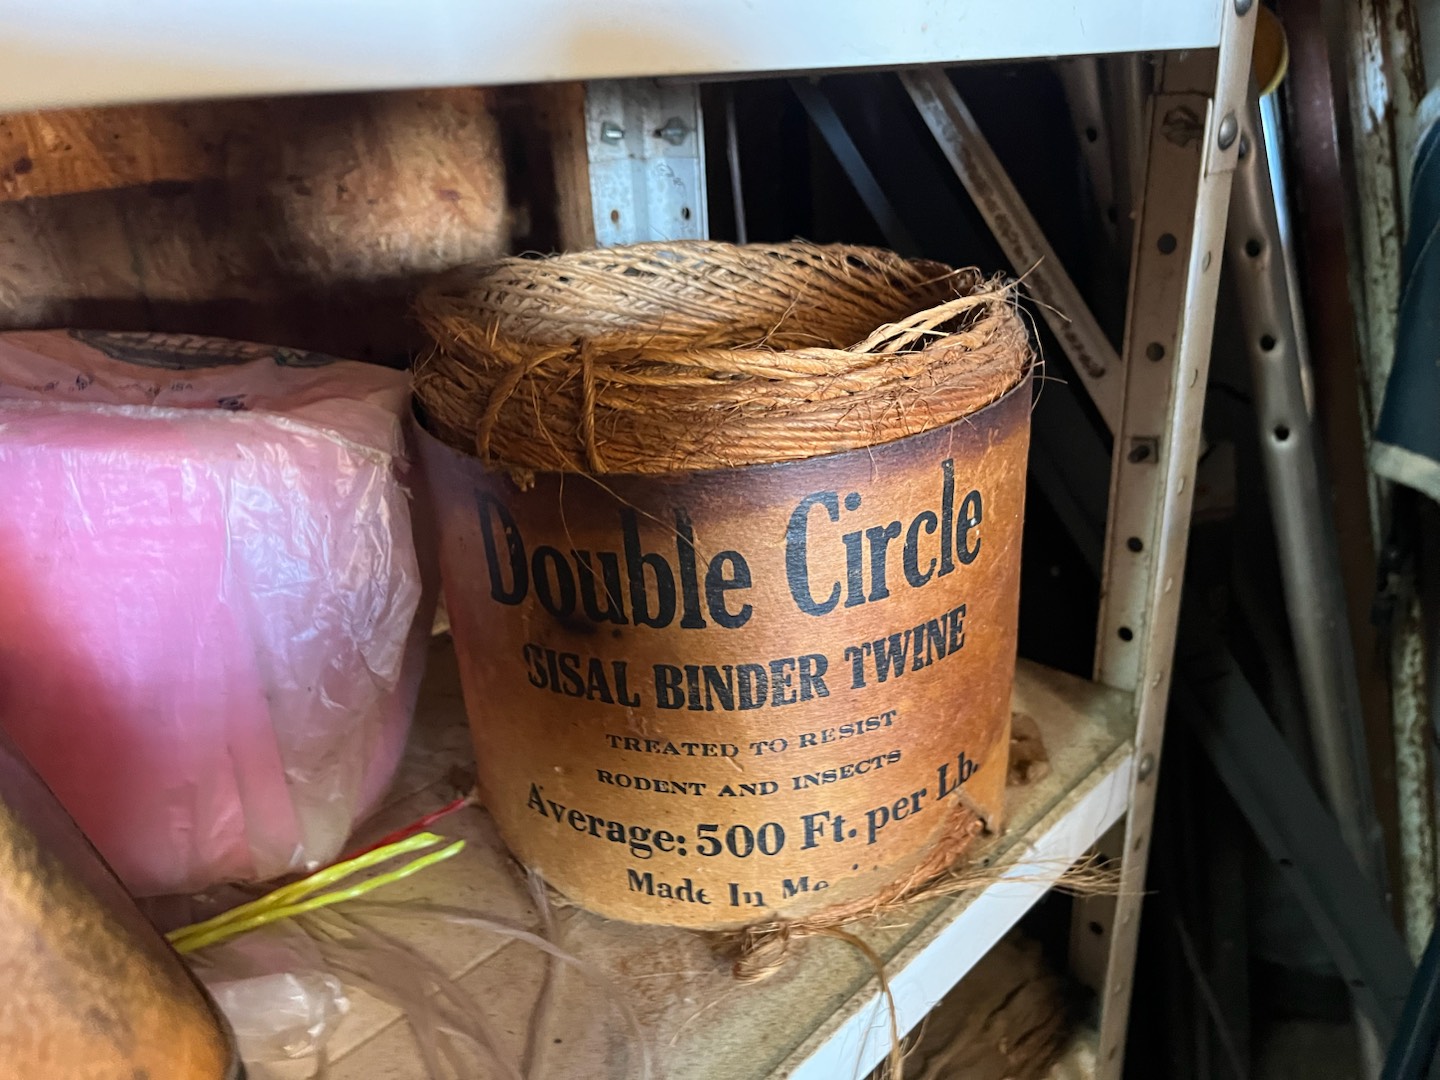 Double Circle
SISAL BINDER TWINE
TREATED TO RESIST
RODENT AND INSECTS
Average: 500 Ft. per Lb.
Made In